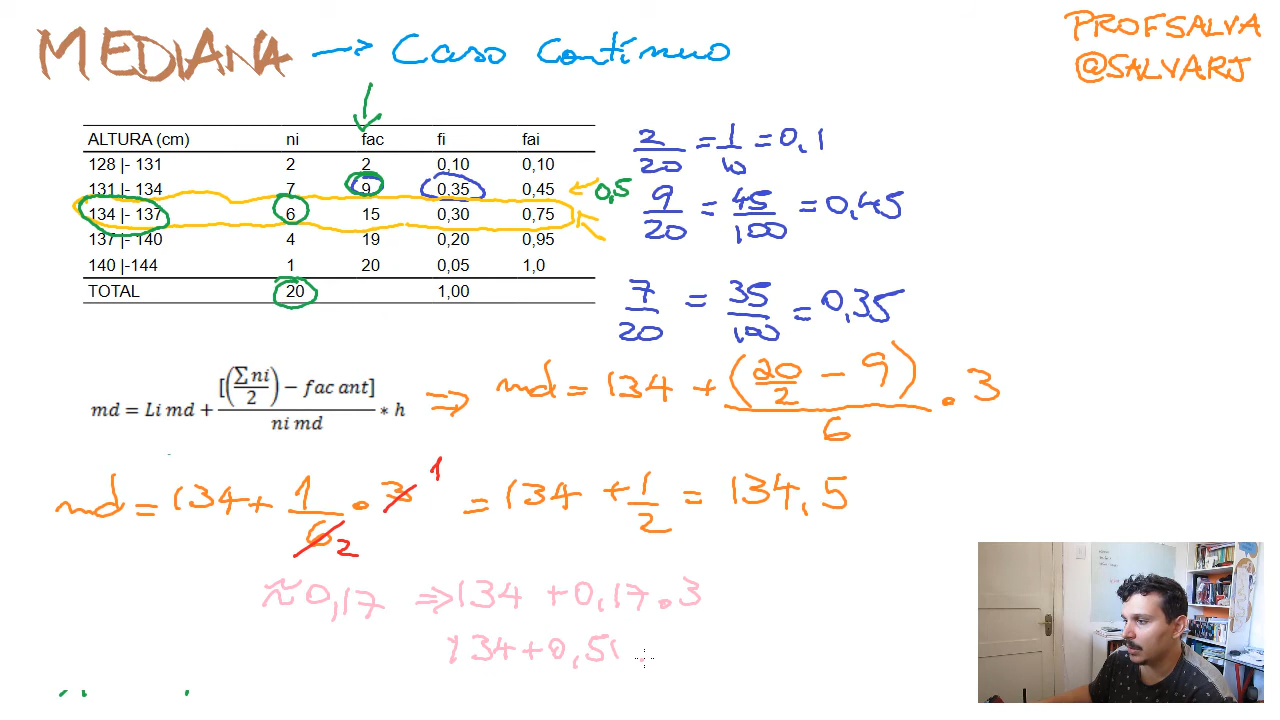 MEDIANA → Caso Contínuo
PROFSALVA
@SALVARJ
ALTURA (cm) ni fac fi fai
128 |- 131 2 2 0,10 0,10
131 |- 134 7 9 0,35 0,45
0,5
134 |- 137 6 15 0,30 0,75
137 |- 140 4 19 0,20 0,95
140 |-144 1 20 0,05 1,0
TOTAL 20 1,00
2/20 = 1/10 = 0,1
9/20 = 45/100 = 0,45
7/20 = 35/100 = 0,35
md = Li md + [(∑ni/2) − fac ant]/ni md * h ⇒ md = 134 + (20/2 − 9)/6 . 3
md = 134 + 1/6 . 3 = 134 + 1/2 = 134,5
1
2
≈0,17 ⇒ 134 + 0,17 . 3
134 + 0,51